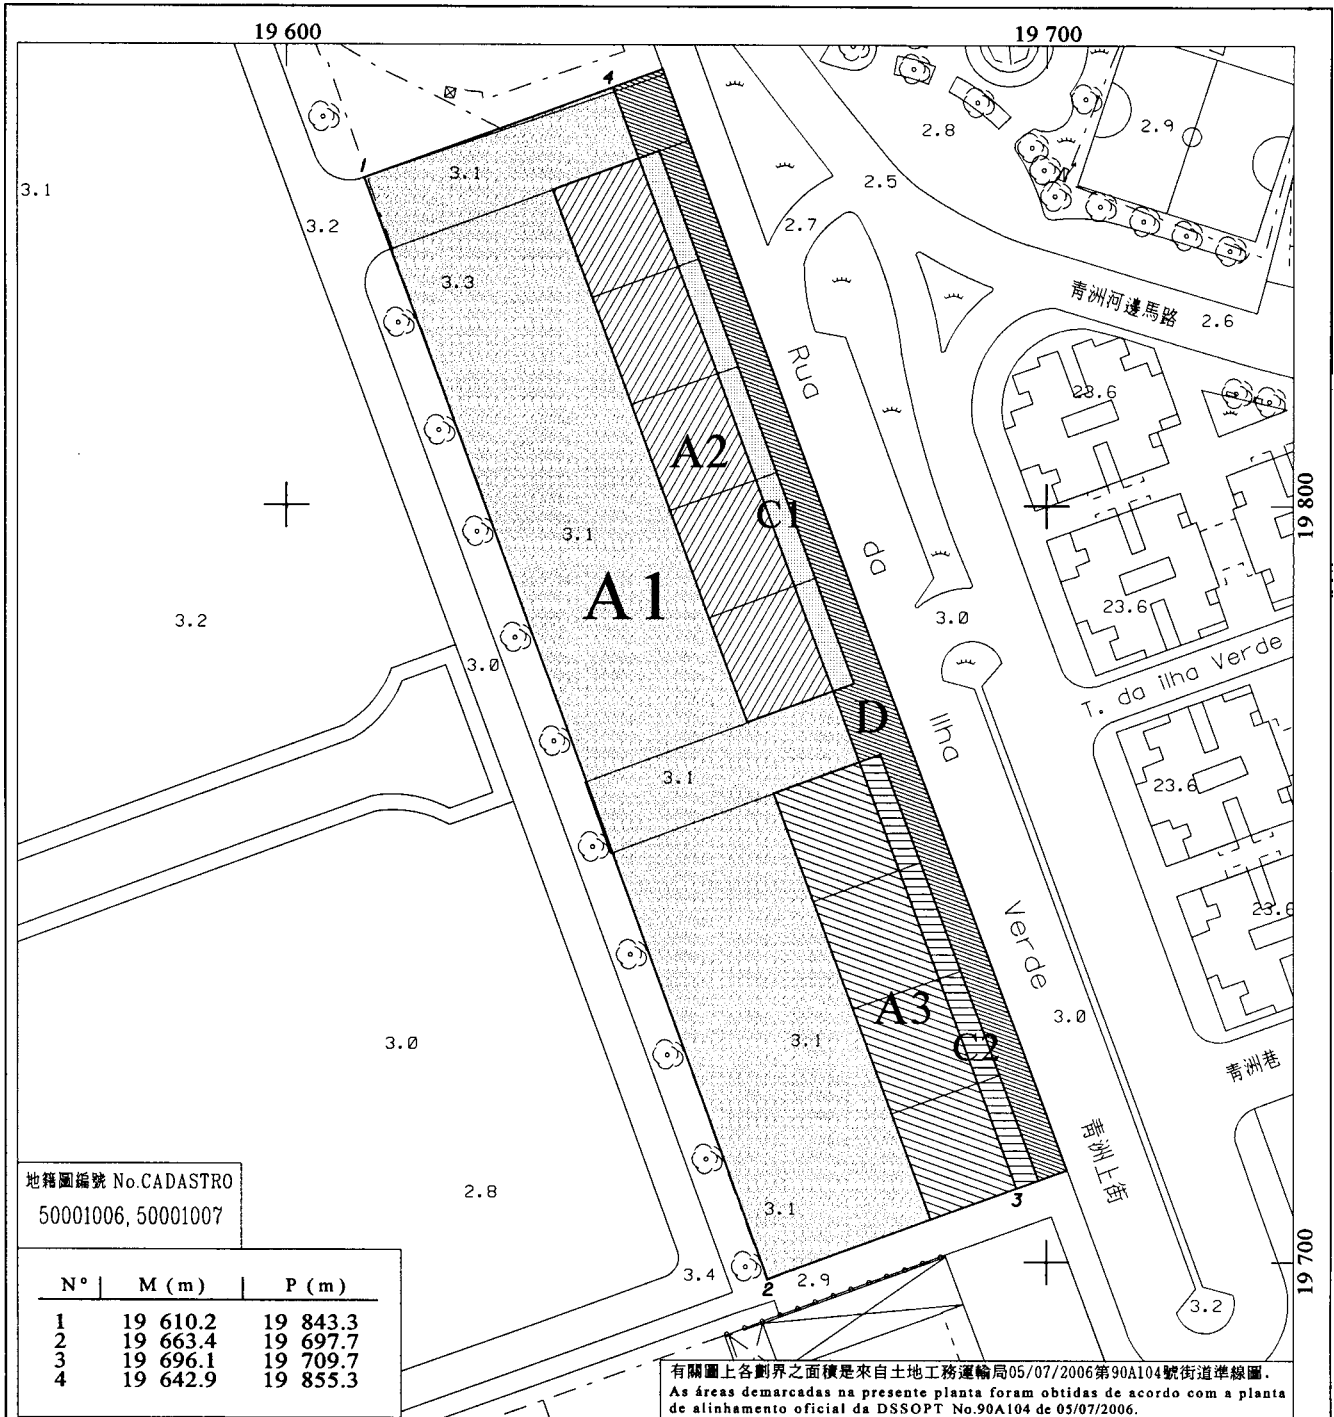 19 600
19 700
4
2.8
2.9
1
3.1
2.5
3.1
3.2
2.7
3.3
青洲河邊馬路
2.6
Rua
23.6
A2
19 800
C1
3.1
da
A1
23.6
3.2
3.0
3.0
T. da ilha Verde
D
Ilha
3.1
23.6
Verde
23.6
A3
3.0
3.1
3.0
C2
青洲巷
青洲上街
地籍圖編號 No.CADASTRO
50001006, 50001007
2.8
3
3.1
19 700
3.4
2
2.9
3.2
Nº M (m) P (m)
1 19 610.2 19 843.3
2 19 663.4 19 697.7
3 19 696.1 19 709.7
4 19 642.9 19 855.3
有關圖上各劃界之面積是來自土地工務運輸局05/07/2006第90A104號街道準線圖.
As áreas demarcadas na presente planta foram obtidas de acordo com a planta
de alinhamento oficial da DSSOPT No.90A104 de 05/07/2006.